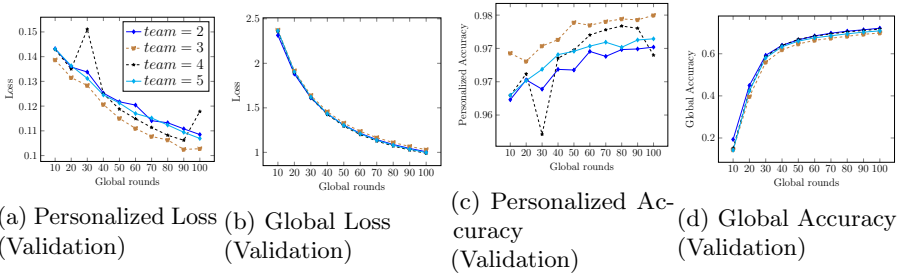 0.15
0.14
0.13
0.12
0.11
0.1
Loss
10 20 30 40 50 60 70 80 90 100
Global rounds
team = 2
team = 3
team = 4
team = 5
(a) Personalized Loss
(Validation)
2.5
2
1.5
1
Loss
10 20 30 40 50 60 70 80 90 100
Global rounds
(b) Global Loss
(Validation)
0.98
0.97
0.97
0.96
0.96
Personalized Accuracy
10 20 30 40 50 60 70 80 90 100
Global rounds
(c) Personalized Ac-
curacy
(Validation)
0.6
0.4
0.2
Global Accuracy
10 20 30 40 50 60 70 80 90 100
Global rounds
(d) Global Accuracy
(Validation)